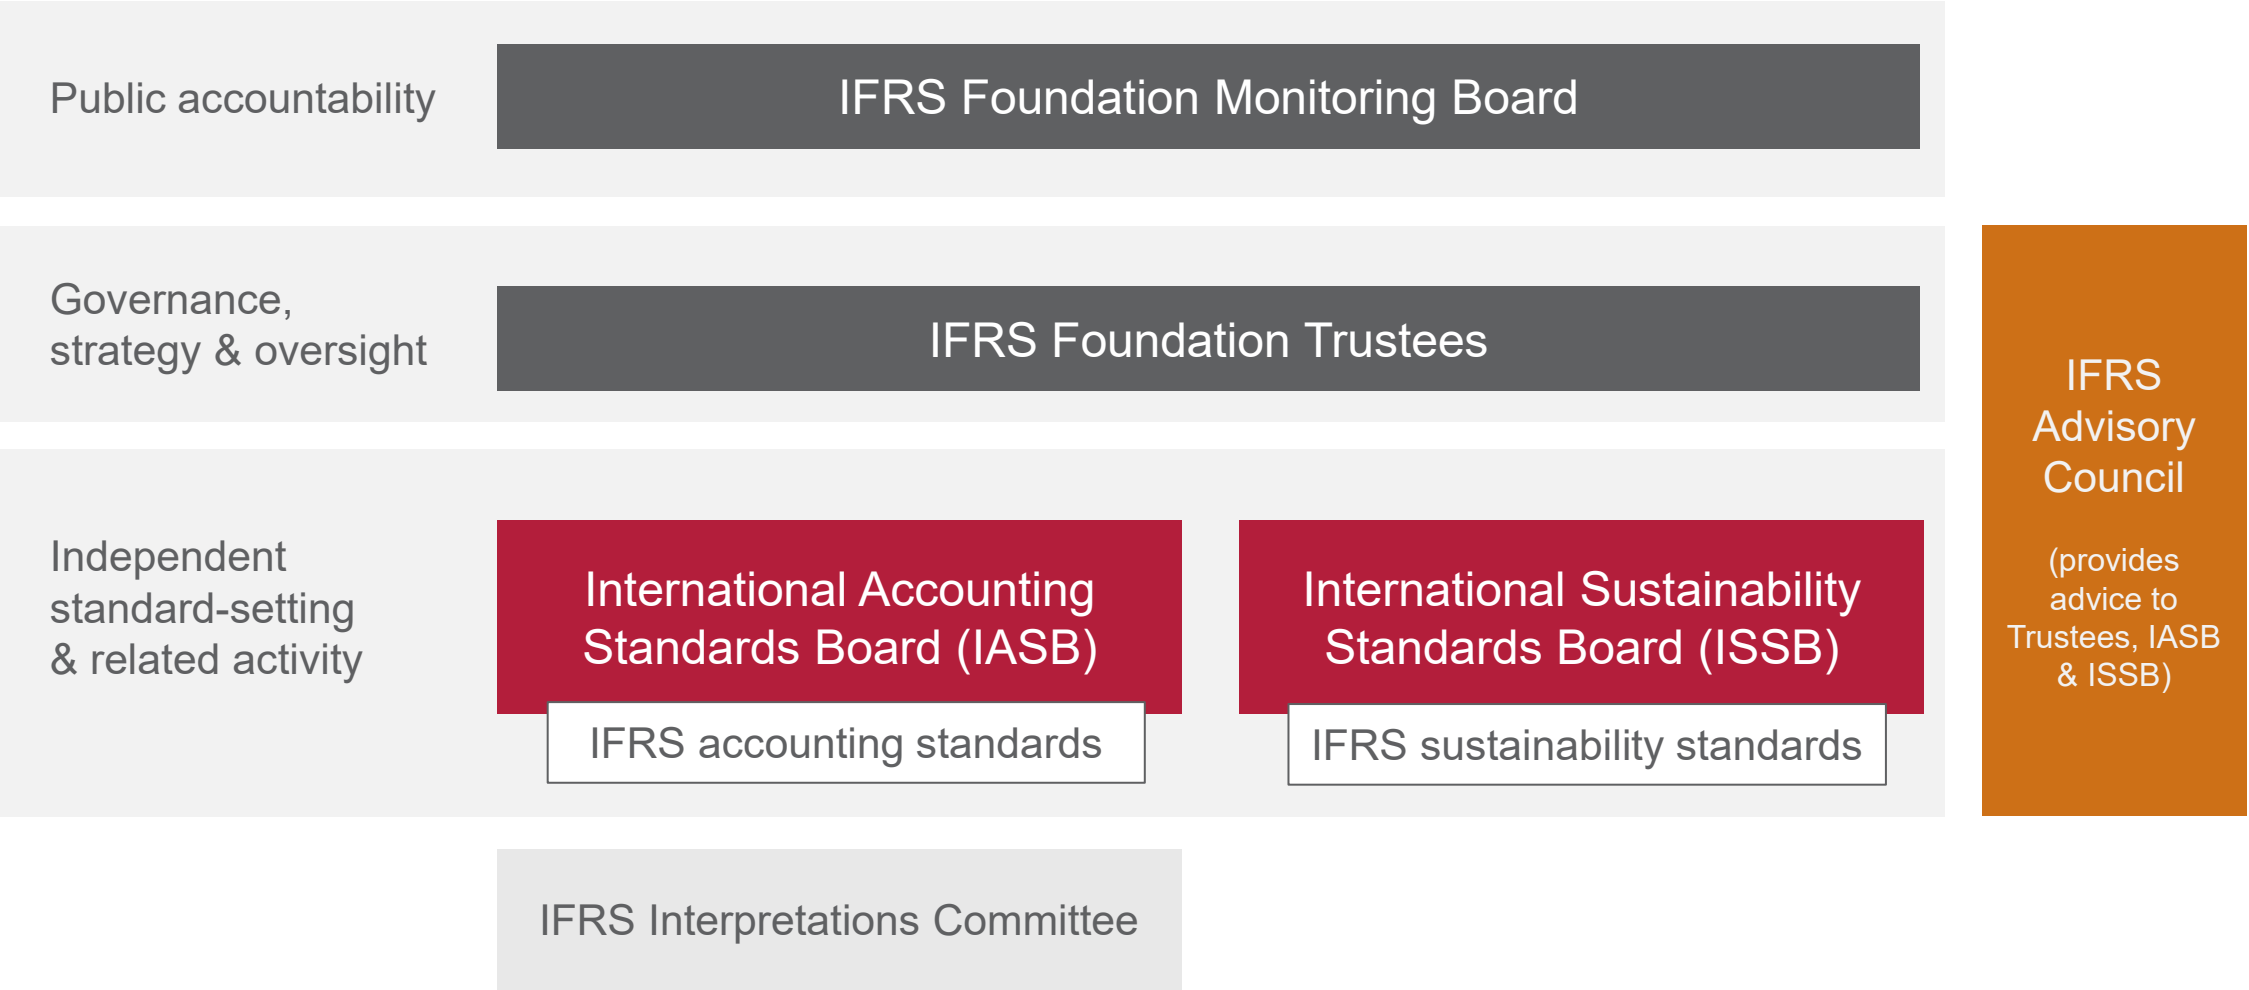 Public accountability
IFRS Foundation Monitoring Board
Governance,
strategy & oversight
IFRS Foundation Trustees
Independent
standard-setting
& related activity
International Accounting
Standards Board (IASB)
IFRS accounting standards
International Sustainability
Standards Board (ISSB)
IFRS sustainability standards
IFRS Interpretations Committee
IFRS
Advisory
Council
(provides
advice to
Trustees, IASB
& ISSB)